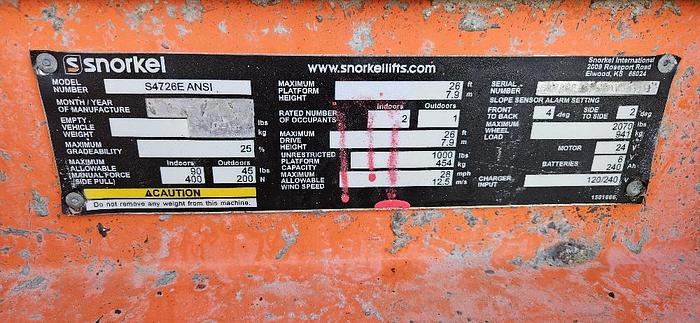 snorkel
www.snorkellifts.com
Snorkel International
2009 Roseport Road
Elwood, KS 66024
MODEL NUMBER S4726E ANSI
MONTH / YEAR OF MANUFACTURE
EMPTY VEHICLE WEIGHT lbs kg
MAXIMUM GRADEABILITY 25 %
Indoors Outdoors
MAXIMUM ALLOWABLE MANUAL FORCE (SIDE PULL) 90 45 lbs
400 200 N
CAUTION
Do not remove any weight from this machine.
MAXIMUM PLATFORM HEIGHT 26 ft
7.9 m
Indoors Outdoors
RATED NUMBER OF OCCUPANTS 2 1
MAXIMUM DRIVE HEIGHT 26 ft
7.9 m
UNRESTRICTED PLATFORM CAPACITY 1000 lbs
454 kg
MAXIMUM ALLOWABLE WIND SPEED 28 mph
12.5 m/s
SERIAL NUMBER
SLOPE SENSOR ALARM SETTING
FRONT TO BACK 4 deg SIDE TO SIDE 2 deg
MAXIMUM WHEEL LOAD 2075 lbs
941 kg
MOTOR 24 V
BATTERIES 6 V
240 Ah
CHARGER INPUT 120/240 V